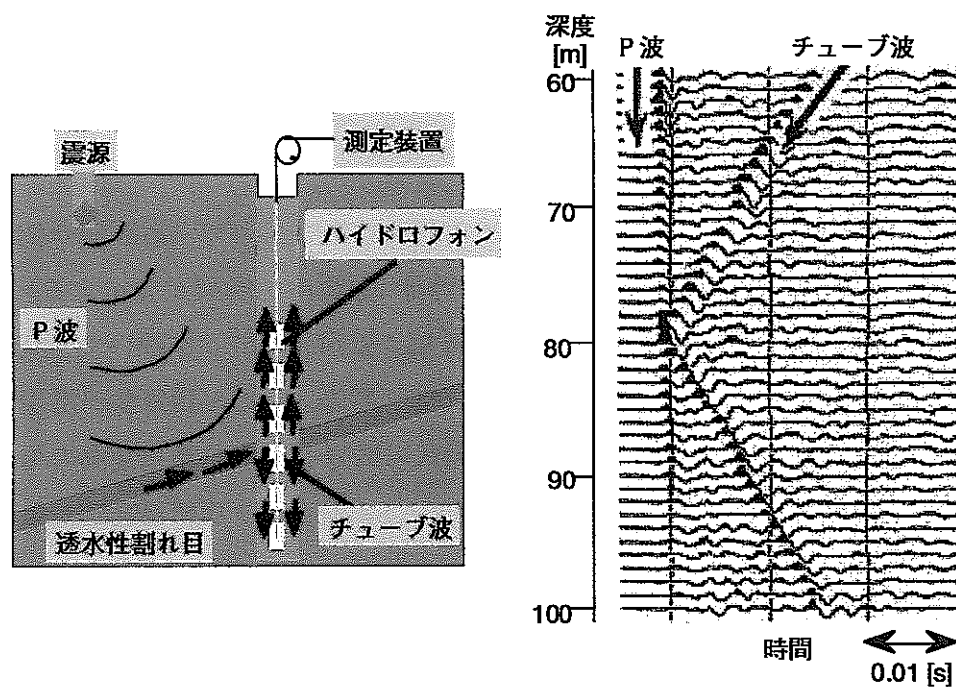 震源
測定装置
ハイドロフォン
P波
透水性割れ目
チューブ波
深度
[m]
P波
チューブ波
60
70
80
90
100
時間
0.01 [s]